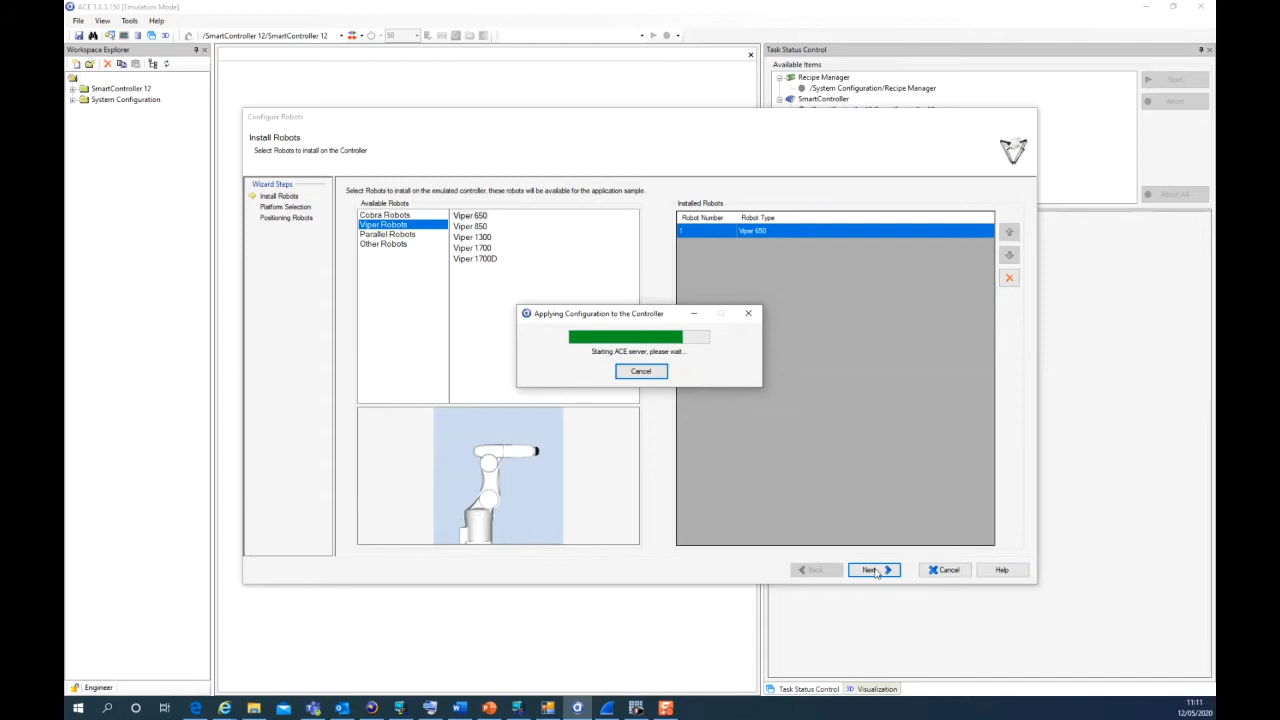 ACE 3.8.3.150 [Emulation Mode]
File View Tools Help
/SmartController 12/SmartController 12
50
Workspace Explorer
SmartController 12
System Configuration
Task Status Control
Available Items
Recipe Manager
/System Configuration/Recipe Manager
SmartController
Start
Abort
Abort All
Configure Robots
Install Robots
Select Robots to install on the Controller
Wizard Steps
Install Robots
Platform Selection
Positioning Robots
Select Robots to install on the emulated controller, these robots will be available for the application sample.
Available Robots
Cobra Robots
Viper Robots
Parallel Robots
Other Robots
Viper 650
Viper 850
Viper 1300
Viper 1700
Viper 1700D
Installed Robots
Robot Number Robot Type
1 Viper 650
Applying Configuration to the Controller
Starting ACE server, please wait...
Cancel
Back
Next
Cancel
Help
Engineer
Task Status Control
3D Visualization
11:11
12/05/2020